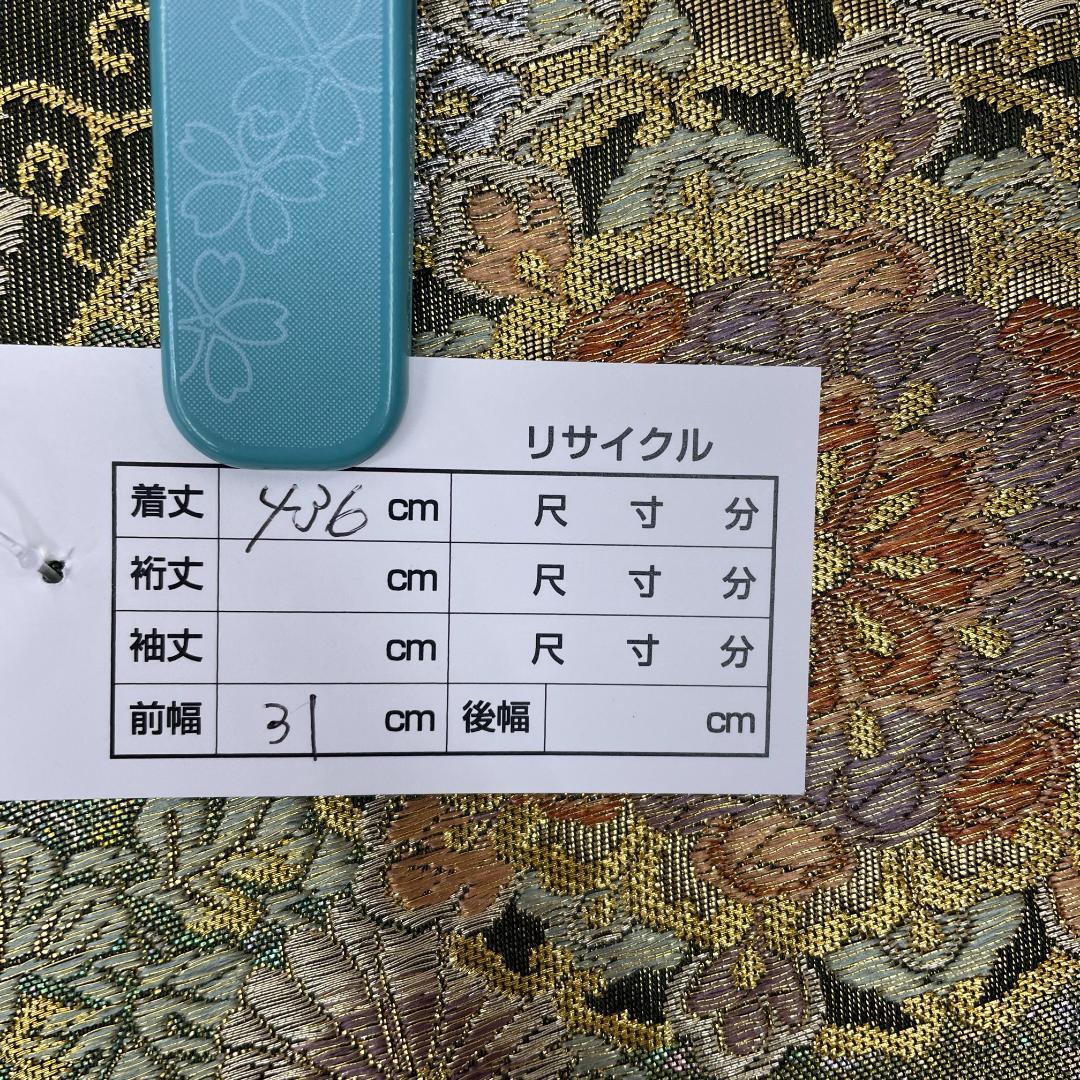 リサイクル
着丈 436 cm 尺 寸 分
裄丈 cm 尺 寸 分
袖丈 cm 尺 寸 分
前幅 31 cm 後幅 cm